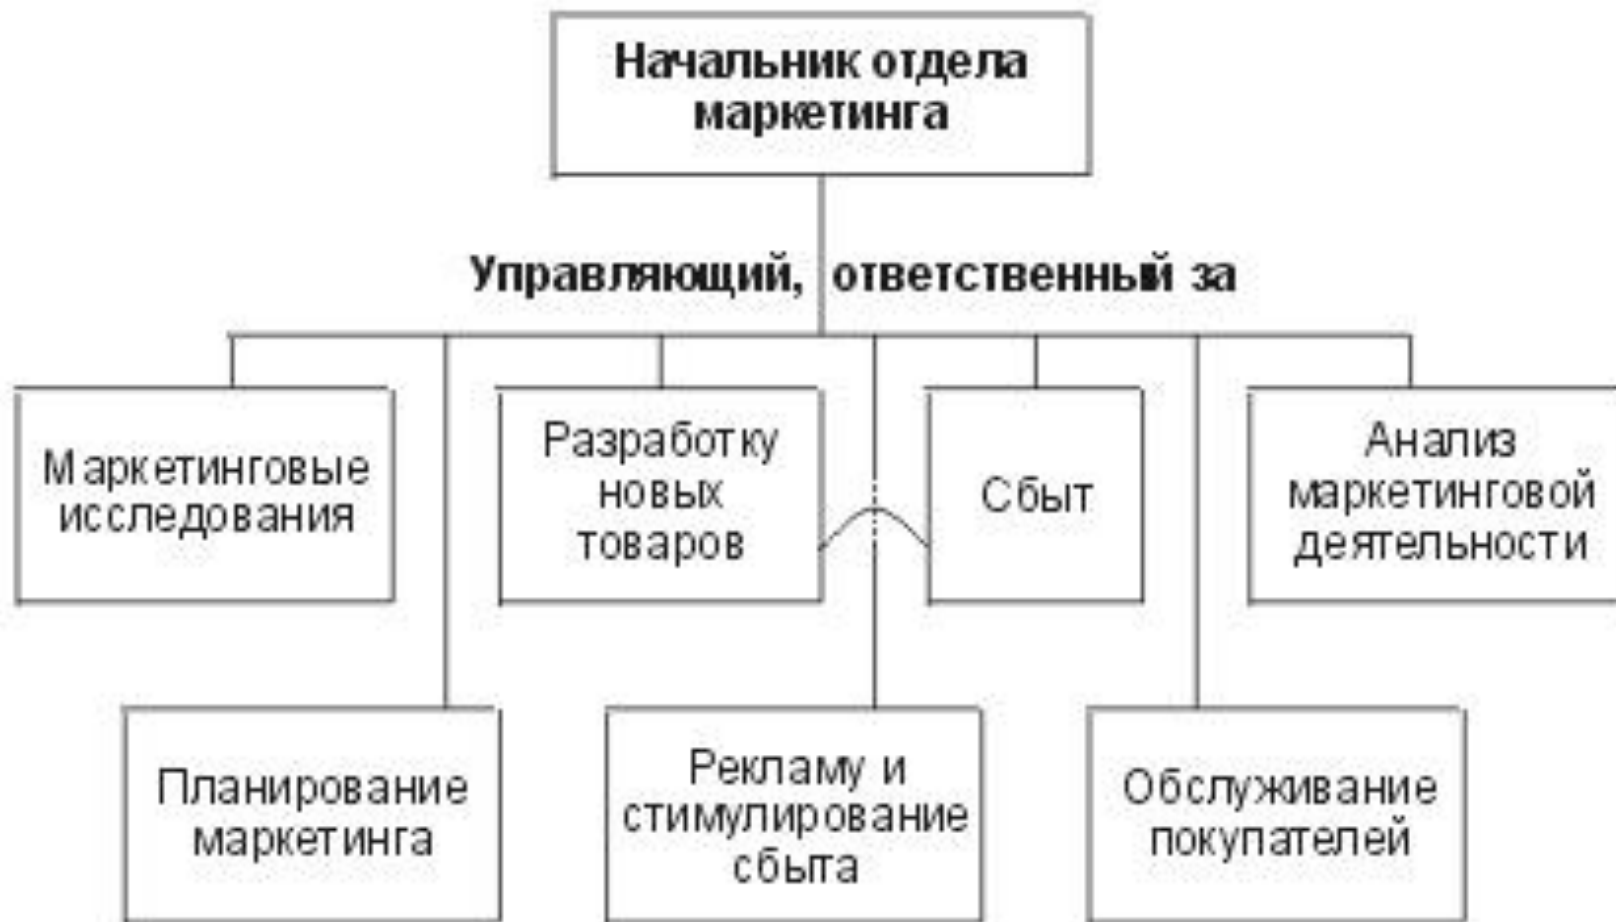 Начальник отдела
маркетинга
Управляющий, ответственный за
Маркетинговые
исследования
Разработку
новых
товаров
Сбыт
Анализ
маркетинговой
деятельности
Планирование
маркетинга
Рекламу и
стимулирование
сбыта
Обслуживание
покупателей